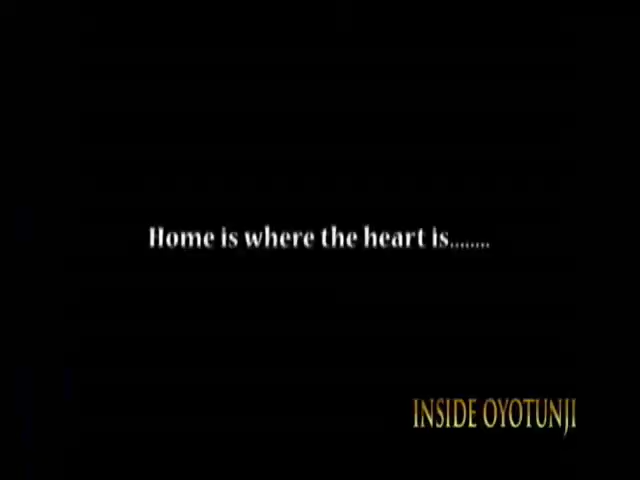 Home is where the heart is........
INSIDE OYOTUNJI